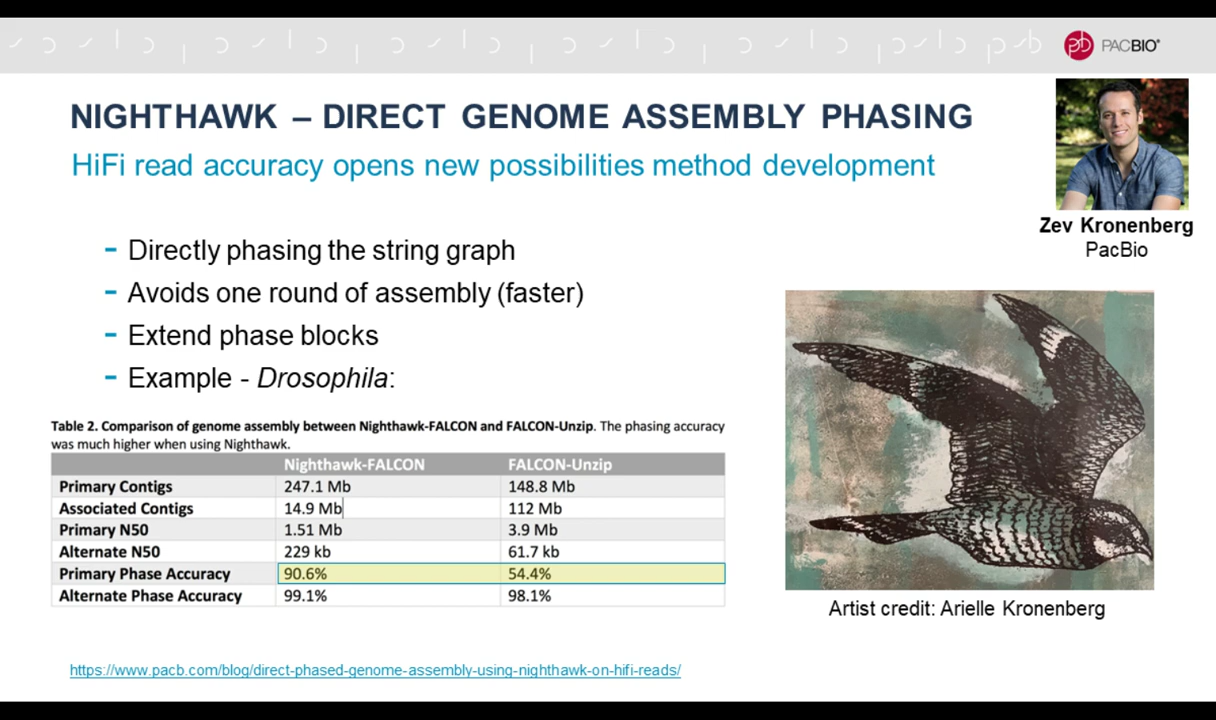 PACBIO®
NIGHTHAWK – DIRECT GENOME ASSEMBLY PHASING
HiFi read accuracy opens new possibilities method development
Zev Kronenberg
PacBio
- Directly phasing the string graph
- Avoids one round of assembly (faster)
- Extend phase blocks
- Example - Drosophila:
Table 2. Comparison of genome assembly between Nighthawk-FALCON and FALCON-Unzip. The phasing accuracy
was much higher when using Nighthawk.
Nighthawk-FALCON FALCON-Unzip
Primary Contigs 247.1 Mb 148.8 Mb
Associated Contigs 14.9 Mb 112 Mb
Primary N50 1.51 Mb 3.9 Mb
Alternate N50 229 kb 61.7 kb
Primary Phase Accuracy 90.6% 54.4%
Alternate Phase Accuracy 99.1% 98.1%
Artist credit: Arielle Kronenberg
https://www.pacb.com/blog/direct-phased-genome-assembly-using-nighthawk-on-hifi-reads/